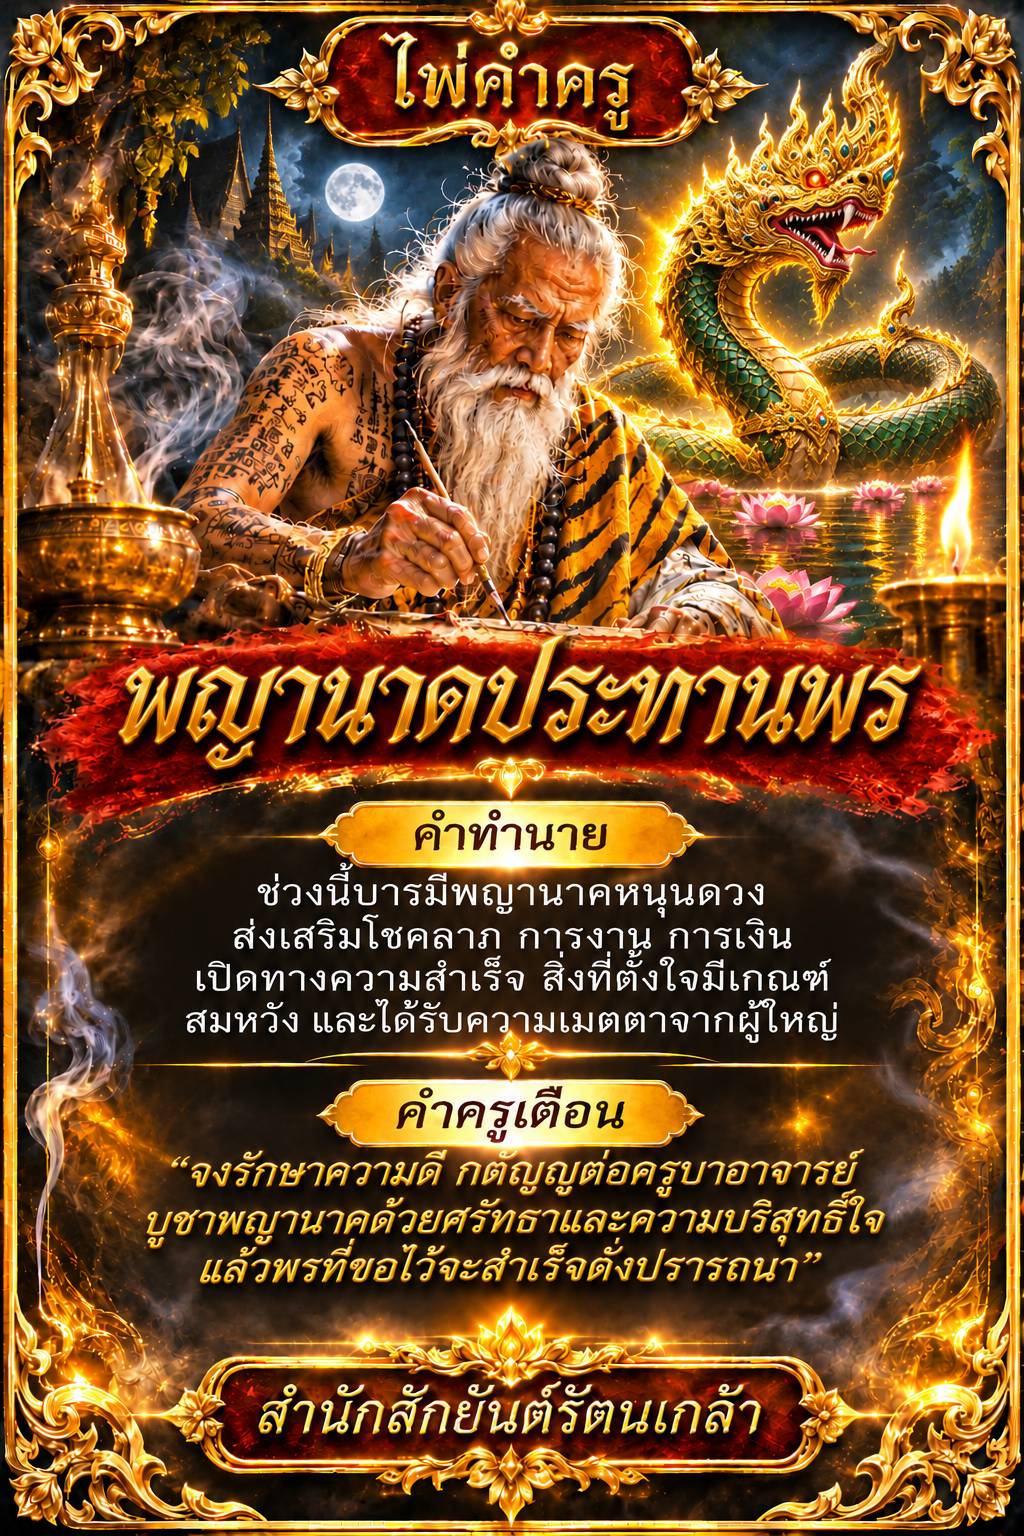 ไพ่คำครู
พญานาดประทานพร
คำทำนาย
ช่วงนี้บารมีพญานาคหนุนดวง
ส่งเสริมโชคลาภ การงาน การเงิน
เปิดทางความสำเร็จ สิ่งที่ตั้งใจมีเกณฑ์
สมหวัง และได้รับความเมตตาจากผู้ใหญ่
คำครูเตือน
“จงรักษาความดี กตัญญูต่อครูบาอาจารย์
บูชาพญานาคด้วยศรัทธาและความบริสุทธิ์ใจ
แล้วพรที่ขอไว้จะสำเร็จดั่งปรารถนา”
สำนักสักยันต์รัตนเกล้า